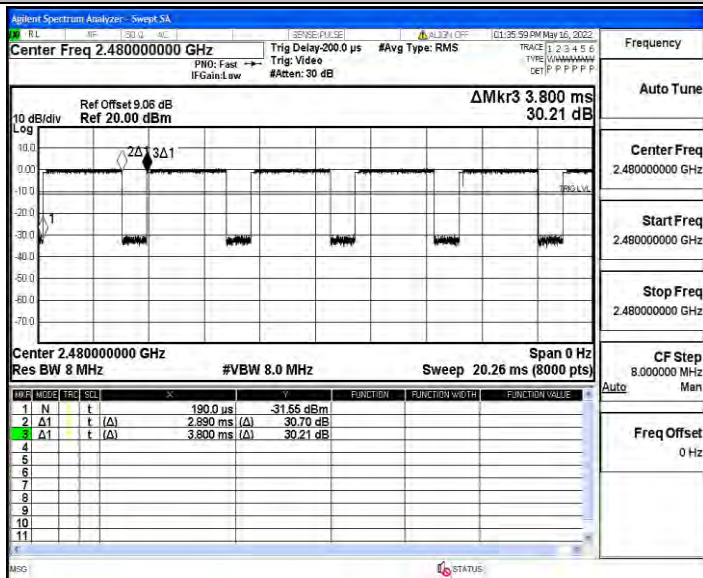 Agilent Spectrum Analyzer - Swept SA
RL RF 50 Ω AC SENSE:PULSE ALIGN OFF 01:35:59 PM May 16, 2022
Center Freq 2.480000000 GHz
PNO: Fast
IFGain:Low
Trig Delay-200.0 µs
Trig: Video
#Atten: 30 dB
#Avg Type: RMS
TRACE 1 2 3 4 5 6
TYPE WWWWWWW
DET P P P P P P
ΔMkr3 3.800 ms
30.21 dB
Ref Offset 9.06 dB
10 dB/div Ref 20.00 dBm
Log
10.0
0.00
-10.0
-20.0
-30.0
-40.0
-50.0
-60.0
-70.0
2Δ1 3Δ1
TRIG LVL
1
Center 2.480000000 GHz Span 0 Hz
Res BW 8 MHz #VBW 8.0 MHz Sweep 20.26 ms (8000 pts)
MKR MODE TRC SCL X Y FUNCTION FUNCTION WIDTH FUNCTION VALUE
1 N t 190.0 µs -31.55 dBm
2 Δ1 t (Δ) 2.890 ms (Δ) 30.70 dB
3 Δ1 t (Δ) 3.800 ms (Δ) 30.21 dB
4
5
6
7
8
9
10
11
MSG STATUS
Frequency
Auto Tune
Center Freq
2.480000000 GHz
Start Freq
2.480000000 GHz
Stop Freq
2.480000000 GHz
CF Step
8.000000 MHz
Auto Man
Freq Offset
0 Hz